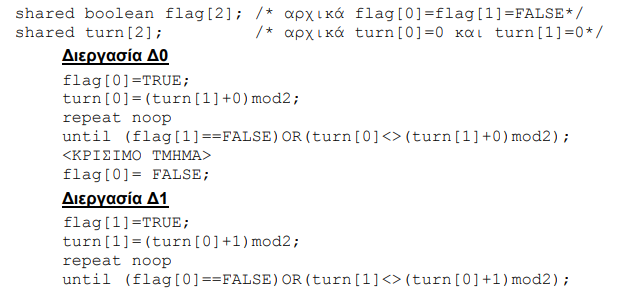 shared boolean flag[2]; /* αρχικά flag[0]=flag[1]=FALSE*/
shared turn[2]; /* αρχικά turn[0]=0 και turn[1]=0*/
Διεργασία Δ0
flag[0]=TRUE;
turn[0]=(turn[1]+0)mod2;
repeat noop
until (flag[1]==FALSE)OR(turn[0]<>(turn[1]+0)mod2);
<ΚΡΙΣΙΜΟ ΤΜΗΜΑ>
flag[0]= FALSE;
Διεργασία Δ1
flag[1]=TRUE;
turn[1]=(turn[0]+1)mod2;
repeat noop
until (flag[0]==FALSE)OR(turn[1]<>(turn[0]+1)mod2);